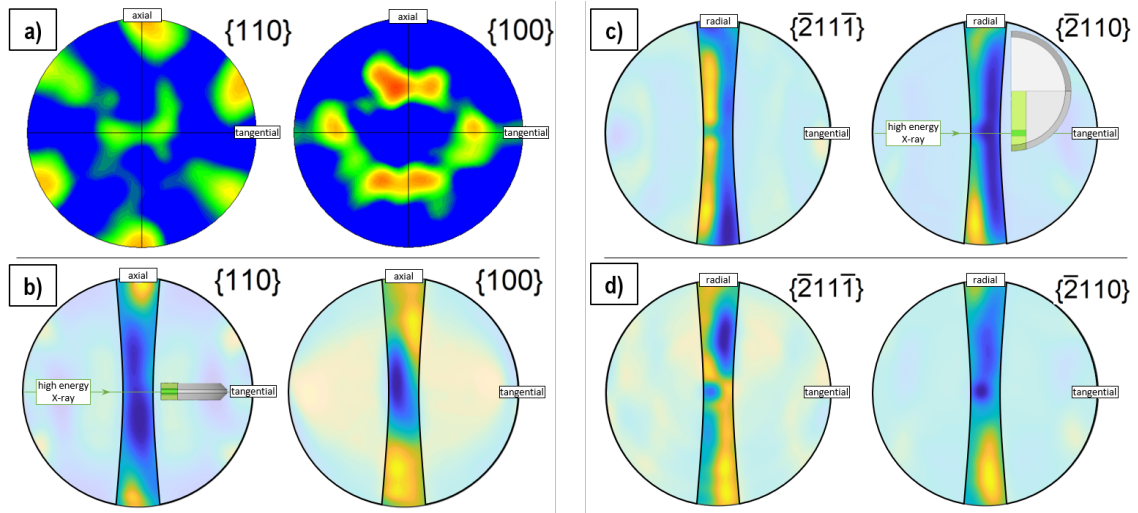 a)
axial
{110}
tangential
axial
{100}
tangential
b)
axial
{110}
high energy
X-ray
tangential
axial
{100}
tangential
c)
radial
{2̅111̅}
tangential
radial
{2̅110}
high energy
X-ray
tangential
d)
radial
{2̅111̅}
tangential
radial
{2̅110}
tangential